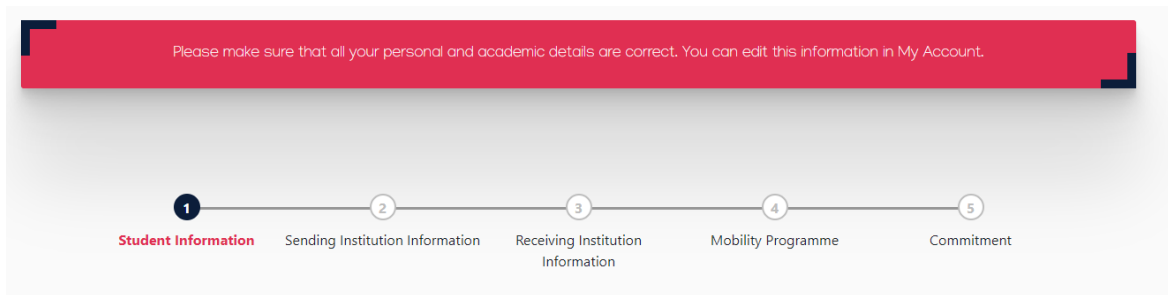 Please make sure that all your personal and academic details are correct. You can edit this information in My Account.
1
2
3
4
5
Student Information
Sending Institution Information
Receiving Institution
Information
Mobility Programme
Commitment